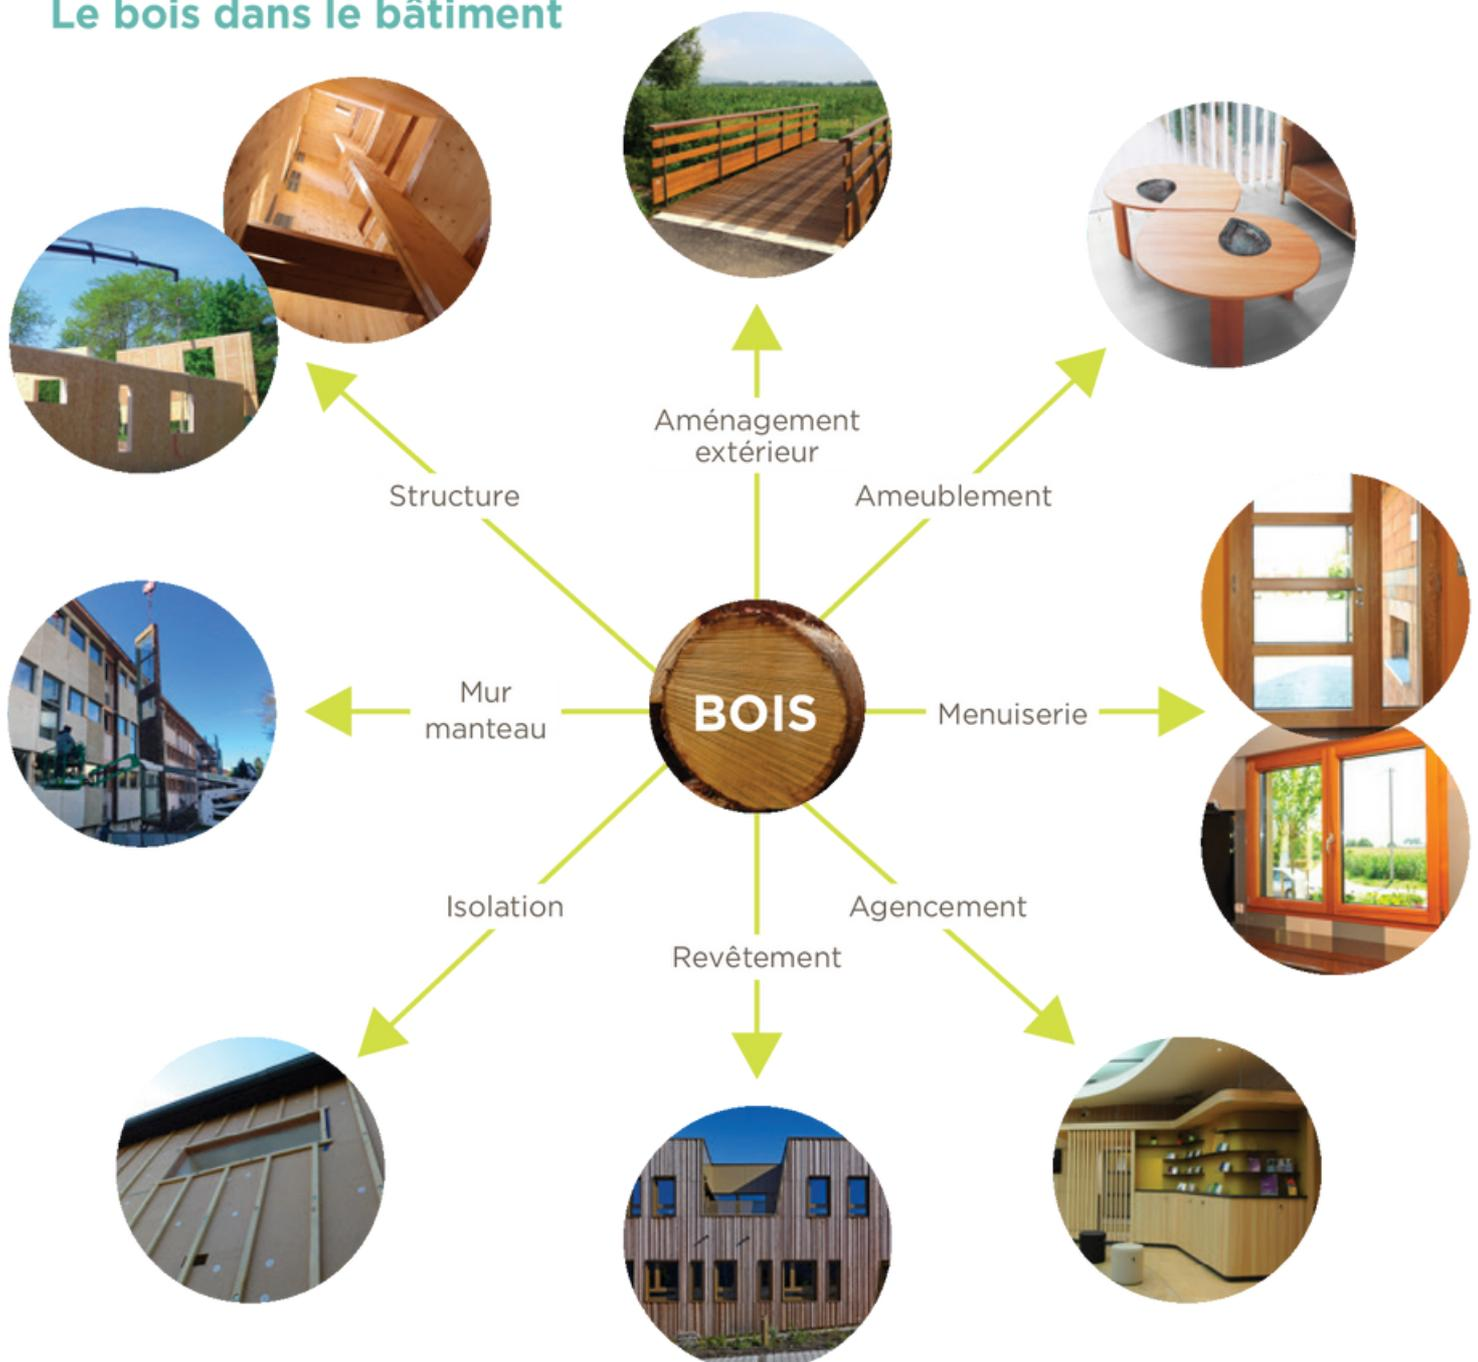 Le bois dans le bâtiment
Aménagement
extérieur
Structure
Ameublement
Mur
manteau
BOIS
Menuiserie
Isolation
Agencement
Revêtement